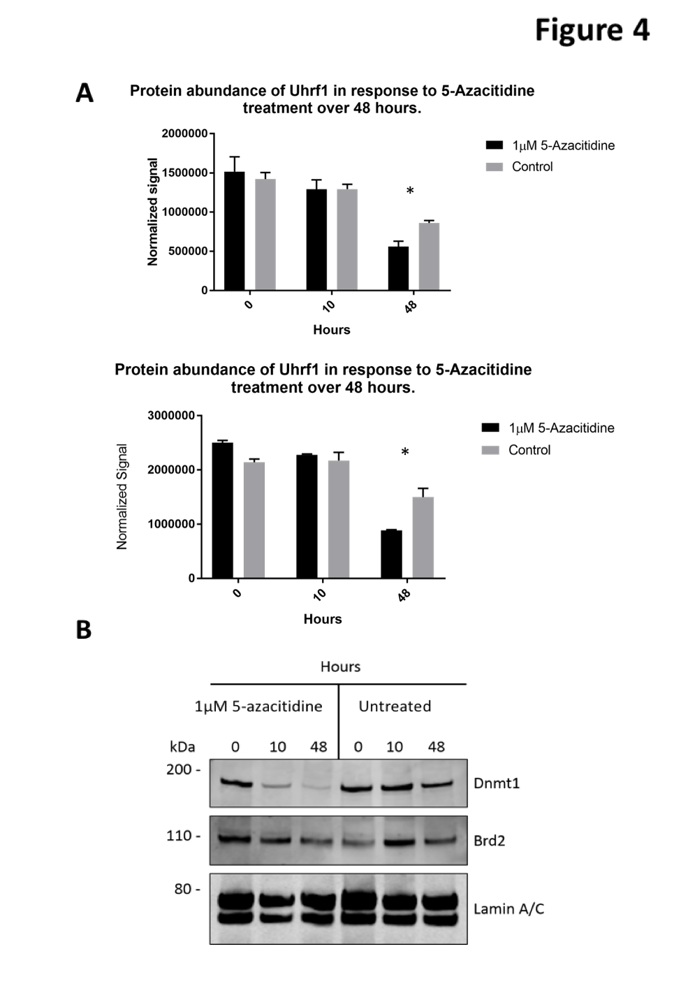 Figure 4
A
Protein abundance of Uhrf1 in response to 5-Azacitidine
treatment over 48 hours.
2000000
1500000
1000000
500000
0
Normalized signal
1µM 5-Azacitidine
Control
*
0
10
48
Hours
Protein abundance of Uhrf1 in response to 5-Azacitidine
treatment over 48 hours.
3000000
2000000
1000000
0
Normalized Signal
1µM 5-Azacitidine
Control
*
0
10
48
Hours
B
Hours
1µM 5-azacitidine Untreated
kDa 0 10 48 0 10 48
200 -
Dnmt1
110 -
Brd2
80 -
Lamin A/C